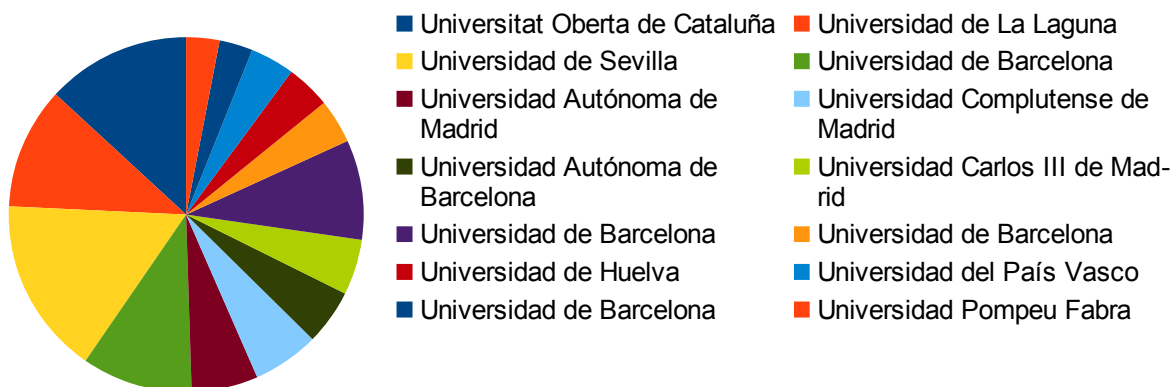 Universitat Oberta de Cataluña
Universidad de La Laguna
Universidad de Sevilla
Universidad de Barcelona
Universidad Autónoma de
Madrid
Universidad Complutense de
Madrid
Universidad Autónoma de
Barcelona
Universidad Carlos III de Mad-
rid
Universidad de Barcelona
Universidad de Barcelona
Universidad de Huelva
Universidad del País Vasco
Universidad de Barcelona
Universidad Pompeu Fabra